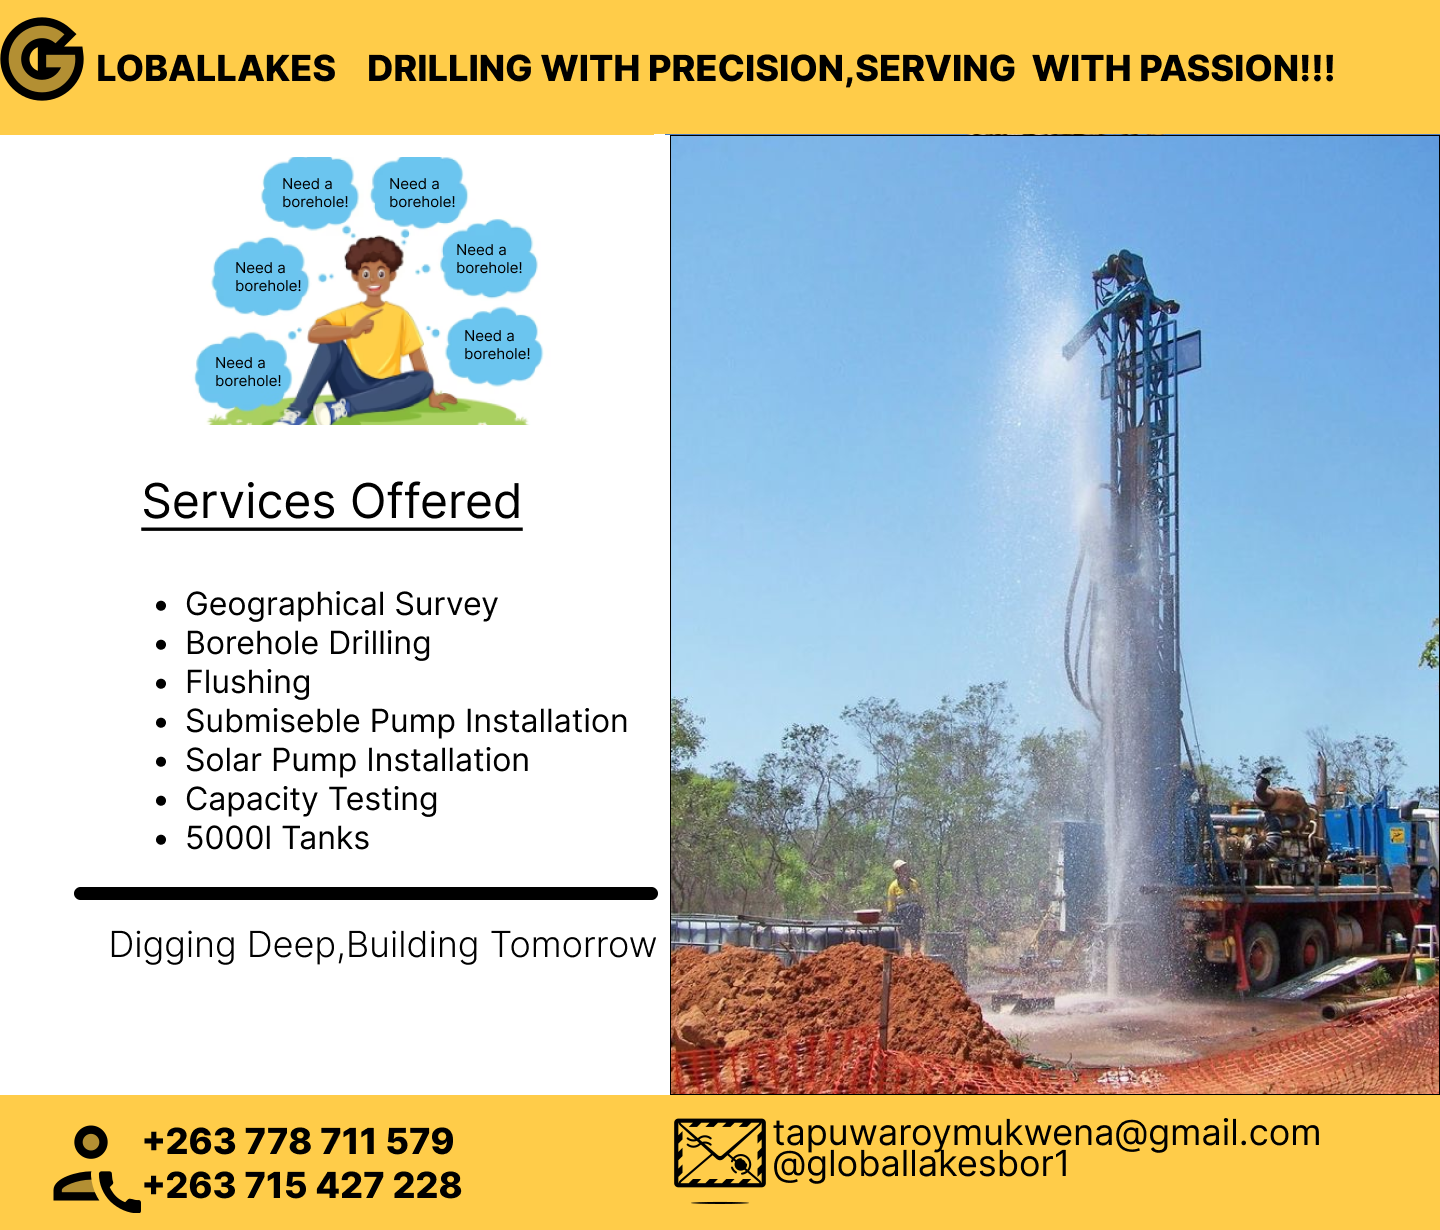 GLOBALLAKES DRILLING WITH PRECISION,SERVING WITH PASSION!!!
Need a
borehole!
Need a
borehole!
Need a
borehole!
Need a
borehole!
Need a
borehole!
Need a
borehole!
Services Offered
• Geographical Survey
• Borehole Drilling
• Flushing
• Submiseble Pump Installation
• Solar Pump Installation
• Capacity Testing
• 5000l Tanks
Digging Deep,Building Tomorrow
+263 778 711 579
+263 715 427 228
tapuwaroymukwena@gmail.com
@globallakesbor1